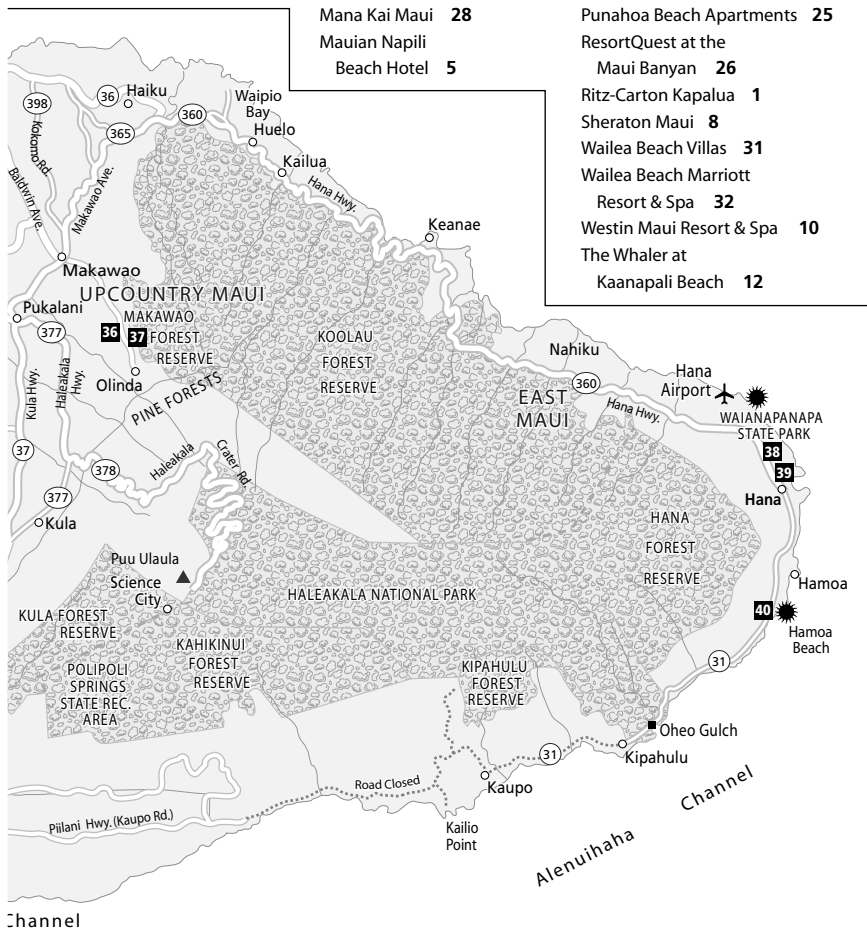 Mana Kai Maui 28
Mauian Napili
Beach Hotel 5
Punahoa Beach Apartments 25
ResortQuest at the
Maui Banyan 26
Ritz-Carton Kapalua 1
Sheraton Maui 8
Wailea Beach Villas 31
Wailea Beach Marriott
Resort & Spa 32
Westin Maui Resort & Spa 10
The Whaler at
Kaanapali Beach 12
398
36
Haiku
Waipio
Bay
360
Huelo
365
Kailua
Kokomo Rd.
Baldwin Ave.
Makawao Ave.
Hana Hwy.
Keanae
Makawao
UPCOUNTRY MAUI
Pukalani
377
36
37
MAKAWAO
FOREST
RESERVE
KOOLAU
FOREST
RESERVE
Nahiku
Hana
Airport
Olinda
PINE FORESTS
Kula Hwy.
Haleakala
Hwy.
EAST
MAUI
360
Hana Hwy.
WAIANAPANAPA
STATE PARK
38
39
Hana
37
378
Haleakala
Crater Rd.
377
Kula
HANA
FOREST
RESERVE
Puu Ulaula
Science
City
HALEAKALA NATIONAL PARK
Hamoa
40
Hamoa
Beach
KULA FOREST
RESERVE
KAHIKINUI
FOREST
RESERVE
POLIPOLI
SPRINGS
STATE REC.
AREA
KIPAHULU
FOREST
RESERVE
31
Oheo Gulch
Kipahulu
31
Kaupo
Road Closed
Piilani Hwy. (Kaupo Rd.)
Kailio
Point
Alenuihaha Channel
Channel